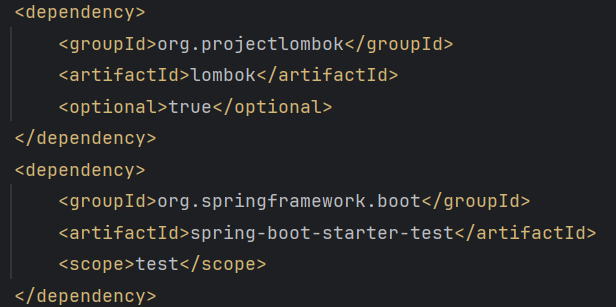 <dependency>
    <groupId>org.projectlombok</groupId>
    <artifactId>lombok</artifactId>
    <optional>true</optional>
</dependency>
<dependency>
    <groupId>org.springframework.boot</groupId>
    <artifactId>spring-boot-starter-test</artifactId>
    <scope>test</scope>
</dependency>